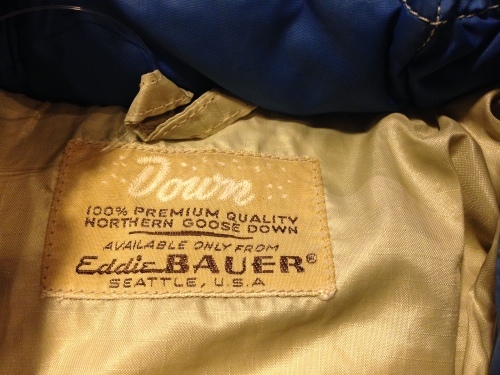 Down
100% PREMIUM QUALITY
NORTHERN GOOSE DOWN
AVAILABLE ONLY FROM
Eddie BAUER®
SEATTLE, U.S.A